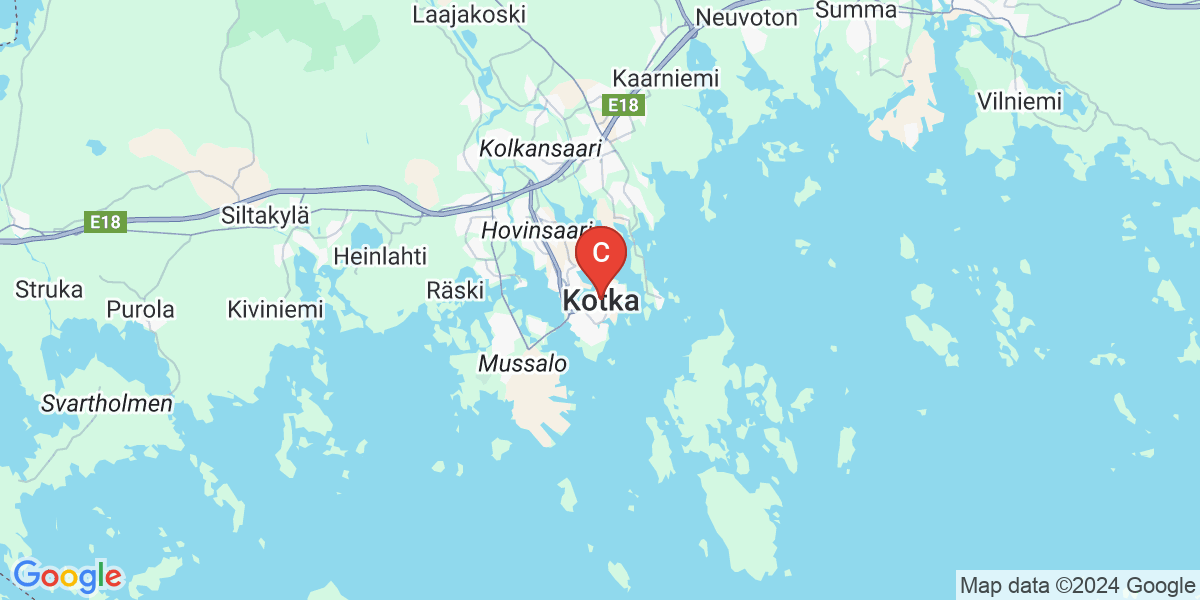 Laajakoski
Neuvoton
Summa
Kaarniemi
E18
Vilniemi
Kolkansaari
Siltakylä
E18
Hovinsaari
Heinlahti
C
Struka
Purola
Kiviniemi
Räski
Kotka
Mussalo
Svartholmen
Google
Map data ©2024 Google